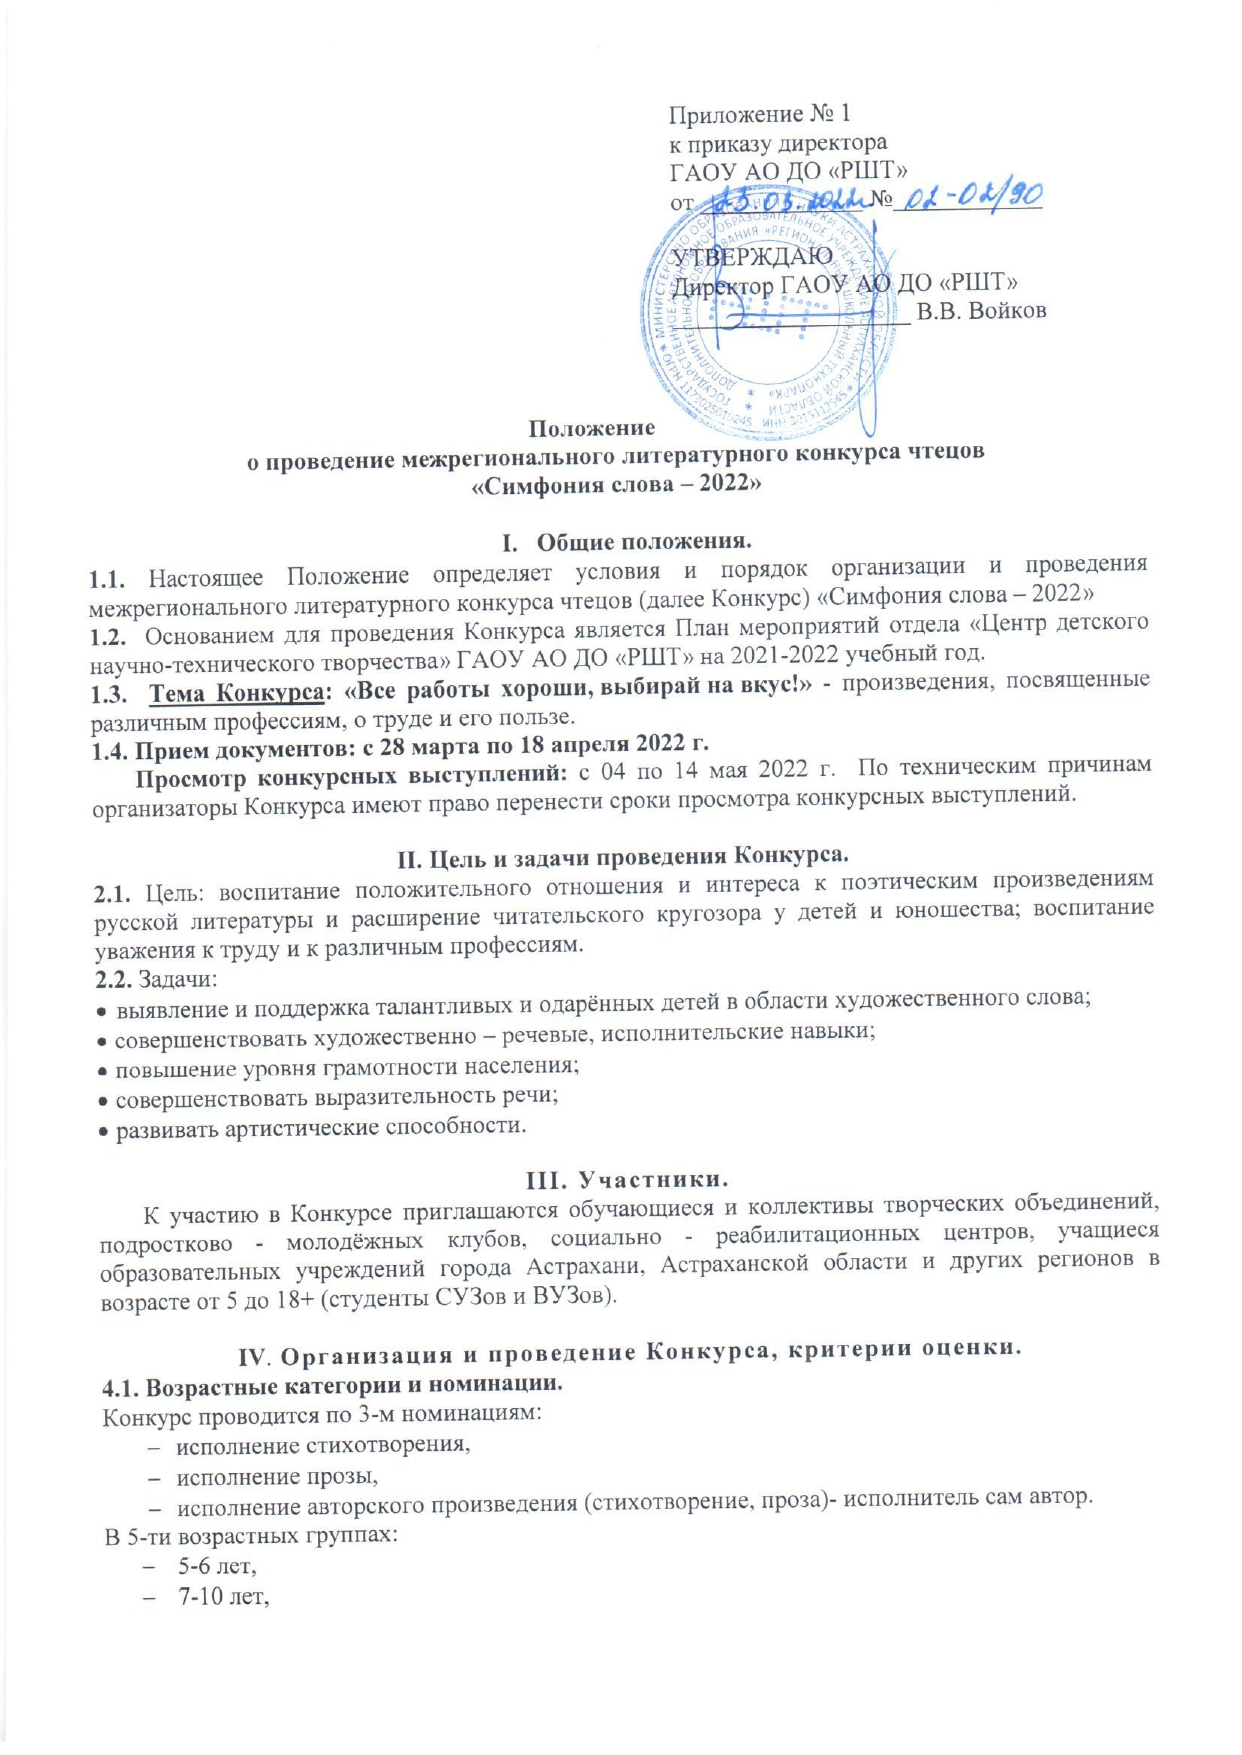 Приложение № 1
к приказу директора
ГАОУ АО ДО «РШТ»
от 23.03.2022 № 02-02/90
УТВЕРЖДАЮ
Директор ГАОУ АО ДО «РШТ»
В.В. Войков
Положение
о проведение межрегионального литературного конкурса чтецов
«Симфония слова – 2022»
I. Общие положения.
1.1. Настоящее Положение определяет условия и порядок организации и проведения
межрегионального литературного конкурса чтецов (далее Конкурс) «Симфония слова – 2022»
1.2. Основанием для проведения Конкурса является План мероприятий отдела «Центр детского
научно-технического творчества» ГАОУ АО ДО «РШТ» на 2021-2022 учебный год.
1.3. Тема Конкурса: «Все работы хороши, выбирай на вкус!» - произведения, посвященные
различным профессиям, о труде и его пользе.
1.4. Прием документов: с 28 марта по 18 апреля 2022 г.
Просмотр конкурсных выступлений: с 04 по 14 мая 2022 г. По техническим причинам
организаторы Конкурса имеют право перенести сроки просмотра конкурсных выступлений.
II. Цель и задачи проведения Конкурса.
2.1. Цель: воспитание положительного отношения и интереса к поэтическим произведениям
русской литературы и расширение читательского кругозора у детей и юношества; воспитание
уважения к труду и к различным профессиям.
2.2. Задачи:
• выявление и поддержка талантливых и одарённых детей в области художественного слова;
• совершенствовать художественно – речевые, исполнительские навыки;
• повышение уровня грамотности населения;
• совершенствовать выразительность речи;
• развивать артистические способности.
III. Участники.
К участию в Конкурсе приглашаются обучающиеся и коллективы творческих объединений,
подростково - молодёжных клубов, социально - реабилитационных центров, учащиеся
образовательных учреждений города Астрахани, Астраханской области и других регионов в
возрасте от 5 до 18+ (студенты СУЗов и ВУЗов).
IV. Организация и проведение Конкурса, критерии оценки.
4.1. Возрастные категории и номинации.
Конкурс проводится по 3-м номинациям:
– исполнение стихотворения,
– исполнение прозы,
– исполнение авторского произведения (стихотворение, проза)- исполнитель сам автор.
В 5-ти возрастных группах:
– 5-6 лет,
– 7-10 лет,